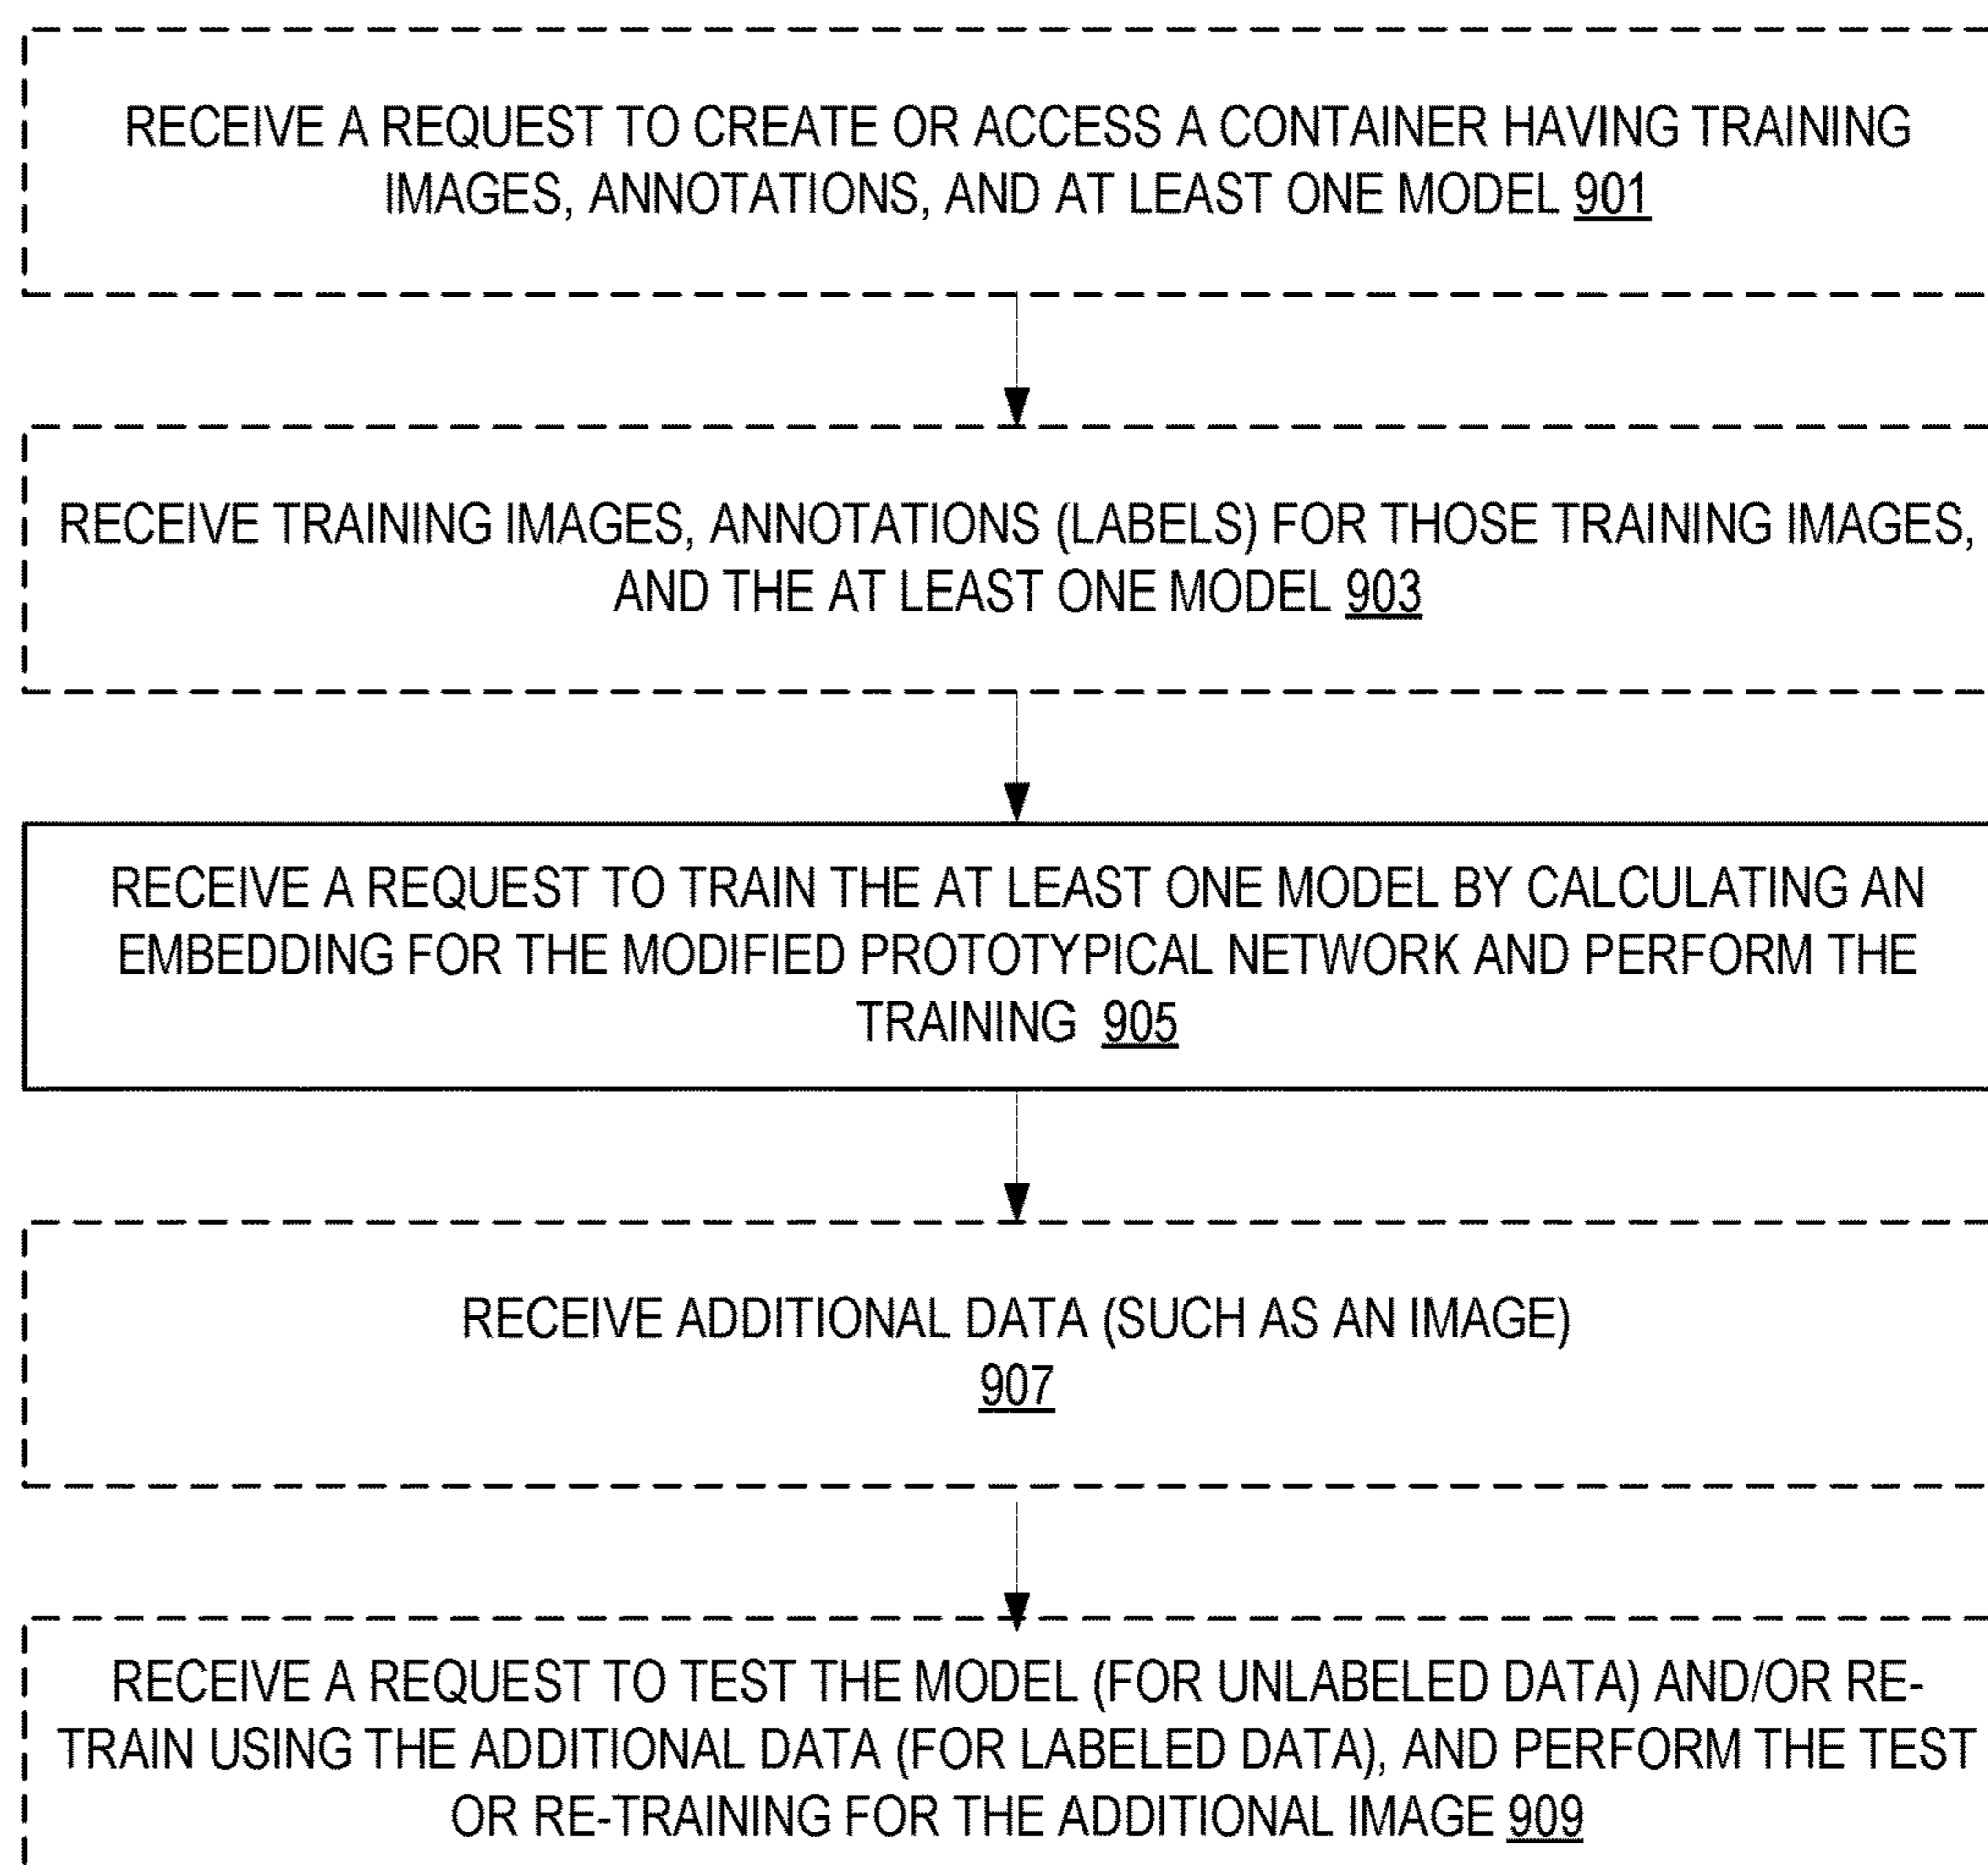 RECEIVE A REQUEST TO CREATE OR ACCESS A CONTAINER HAVING TRAINING
IMAGES, ANNOTATIONS, AND AT LEAST ONE MODEL 901
RECEIVE TRAINING IMAGES, ANNOTATIONS (LABELS) FOR THOSE TRAINING IMAGES,
AND THE AT LEAST ONE MODEL 903
RECEIVE A REQUEST TO TRAIN THE AT LEAST ONE MODEL BY CALCULATING AN
EMBEDDING FOR THE MODIFIED PROTOTYPICAL NETWORK AND PERFORM THE
TRAINING 905
RECEIVE ADDITIONAL DATA (SUCH AS AN IMAGE)
907
RECEIVE A REQUEST TO TEST THE MODEL (FOR UNLABELED DATA) AND/OR RE-
TRAIN USING THE ADDITIONAL DATA (FOR LABELED DATA), AND PERFORM THE TEST
OR RE-TRAINING FOR THE ADDITIONAL IMAGE 909